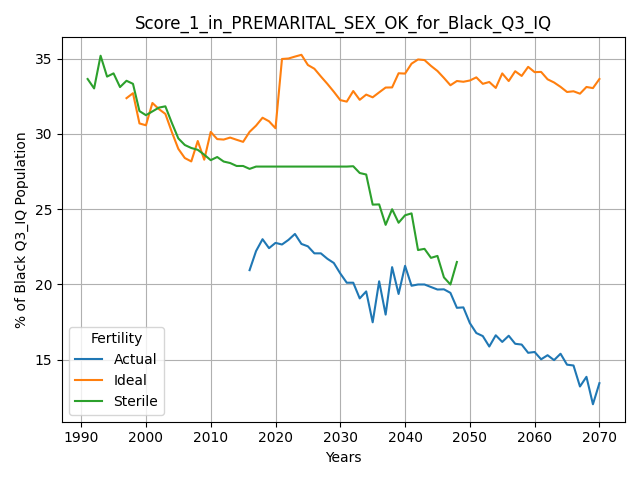 Score_1_in_PREMARITAL_SEX_OK_for_Black_Q3_IQ
% of Black Q3_IQ Population
35
30
25
20
15
Fertility
Actual
Ideal
Sterile
1990 2000 2010 2020 2030 2040 2050 2060 2070
Years